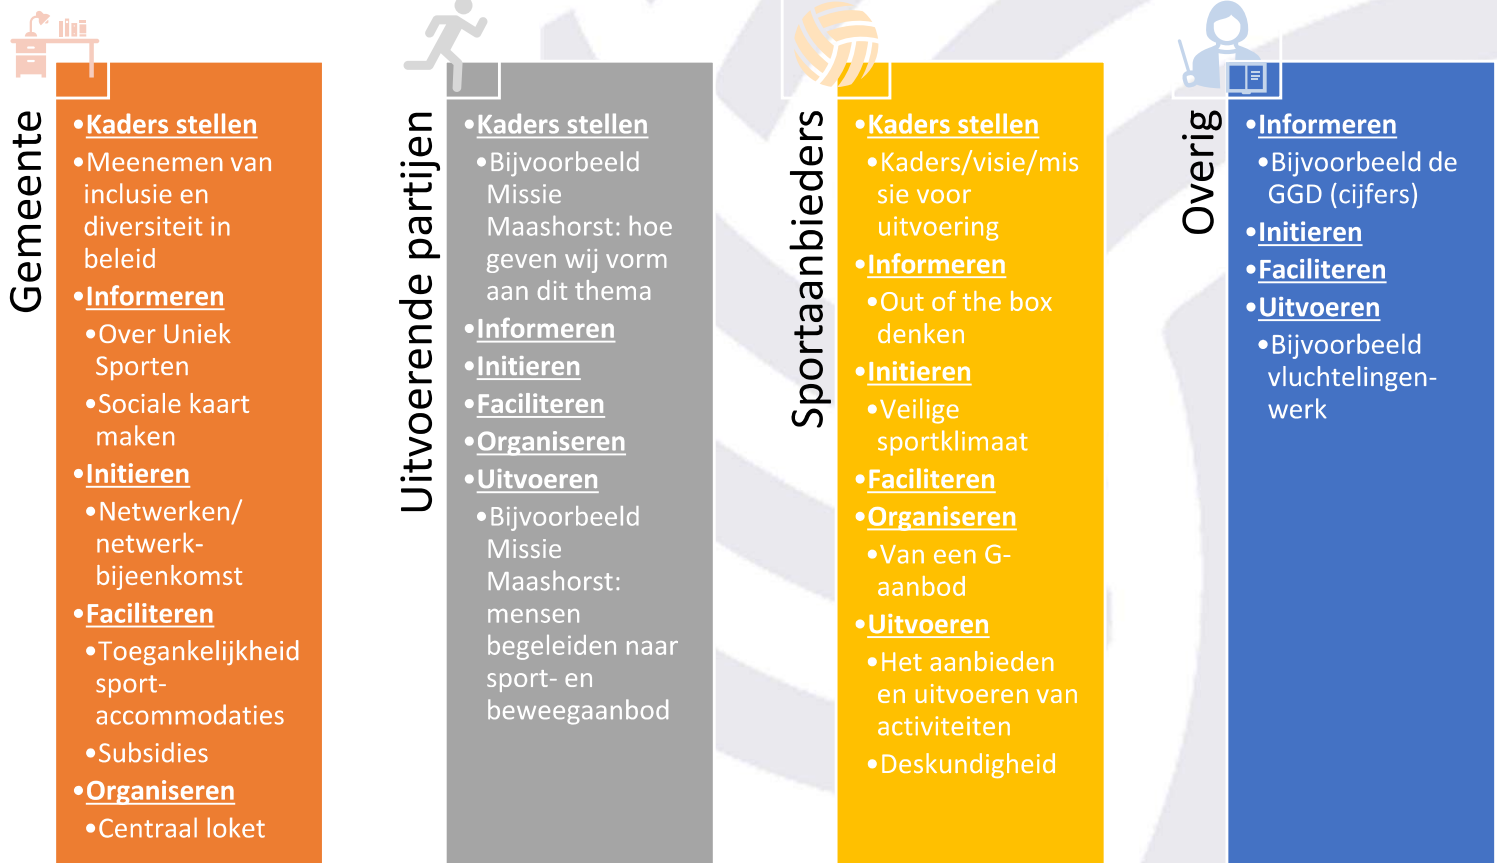 Gemeente
•Kaders stellen
•Meenemen van
inclusie en
diversiteit in
beleid
•Informeren
•Over Uniek
Sporten
•Sociale kaart
maken
•Initieren
•Netwerken/
netwerk-
bijeenkomst
•Faciliteren
•Toegankelijkheid
sport-
accommodaties
•Subsidies
•Organiseren
•Centraal loket
Uitvoerende partijen
•Kaders stellen
•Bijvoorbeeld
Missie
Maashorst: hoe
geven wij vorm
aan dit thema
•Informeren
•Initieren
•Faciliteren
•Organiseren
•Uitvoeren
•Bijvoorbeeld
Missie
Maashorst:
mensen
begeleiden naar
sport- en
beweegaanbod
Sportaanbieders
•Kaders stellen
•Kaders/visie/mis
sie voor
uitvoering
•Informeren
•Out of the box
denken
•Initieren
•Veilige
sportklimaat
•Faciliteren
•Organiseren
•Van een G-
aanbod
•Uitvoeren
•Het aanbieden
en uitvoeren van
activiteiten
•Deskundigheid
Overig
•Informeren
•Bijvoorbeeld de
GGD (cijfers)
•Initieren
•Faciliteren
•Uitvoeren
•Bijvoorbeeld
vluchtelingen-
werk